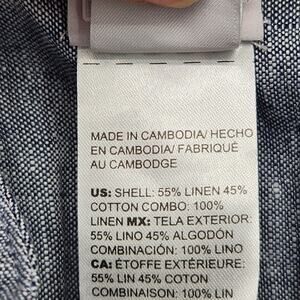 MADE IN CAMBODIA/ HECHO
EN CAMBODIA/ FABRIQUÉ
AU CAMBODGE
US: SHELL: 55% LINEN 45%
COTTON COMBO: 100%
LINEN MX: TELA EXTERIOR:
55% LINO 45% ALGODÓN
COMBINACIÓN: 100% LINO
CA: ÉTOFFE EXTÉRIEURE:
55% LIN 45% COTON
COMBINAISON: 100% LIN